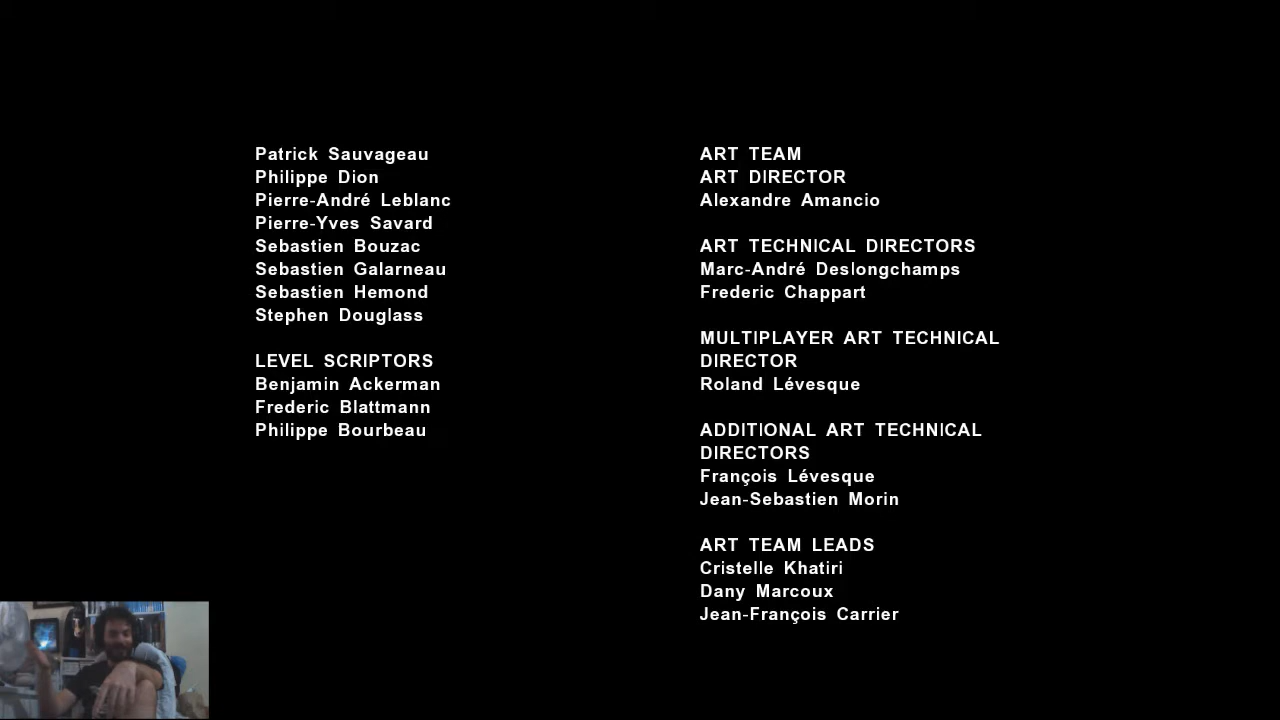 Patrick Sauvageau
Philippe Dion
Pierre-André Leblanc
Pierre-Yves Savard
Sebastien Bouzac
Sebastien Galarneau
Sebastien Hemond
Stephen Douglass
LEVEL SCRIPTORS
Benjamin Ackerman
Frederic Blattmann
Philippe Bourbeau
ART TEAM
ART DIRECTOR
Alexandre Amancio
ART TECHNICAL DIRECTORS
Marc-André Deslongchamps
Frederic Chappart
MULTIPLAYER ART TECHNICAL
DIRECTOR
Roland Lévesque
ADDITIONAL ART TECHNICAL
DIRECTORS
François Lévesque
Jean-Sebastien Morin
ART TEAM LEADS
Cristelle Khatiri
Dany Marcoux
Jean-François Carrier